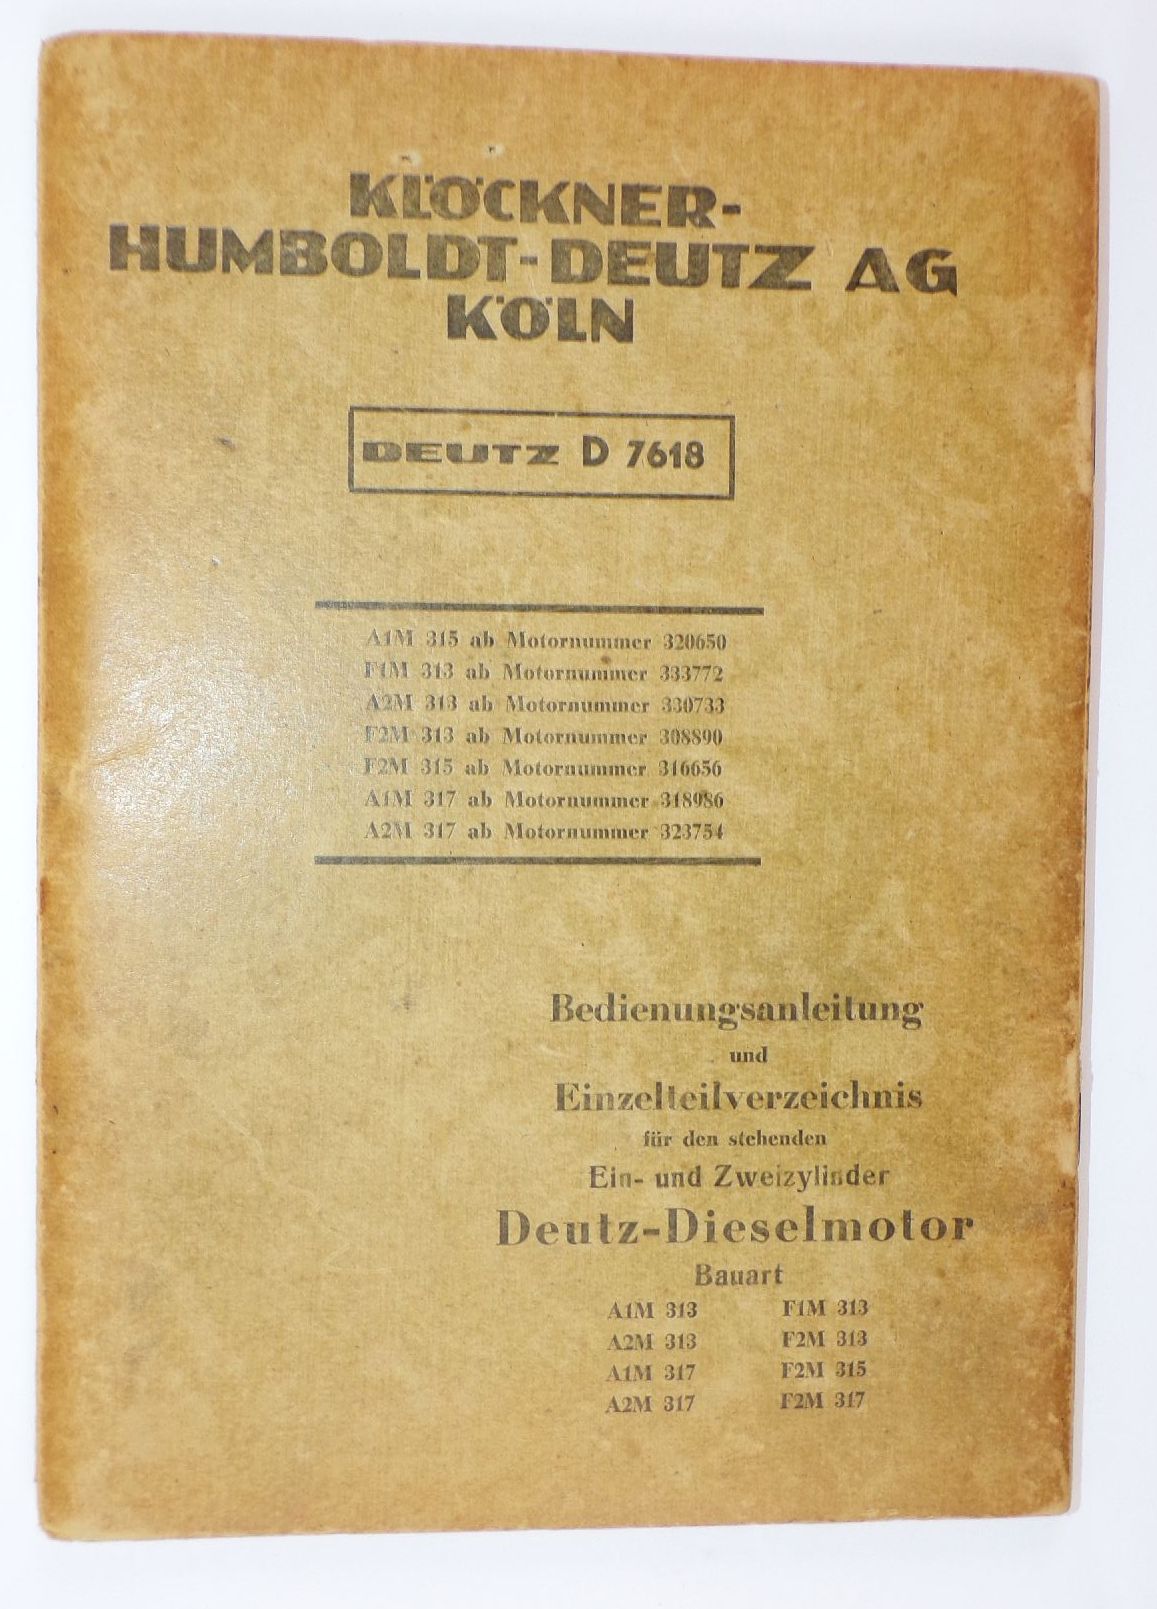 KLÖCKNER-
HUMBOLDT-DEUTZ AG
KÖLN
DEUTZ D 7618
A1M 315 ab Motornummer 320650
F1M 313 ab Motornummer 333772
A2M 313 ab Motornummer 330733
F2M 313 ab Motornummer 308890
F2M 315 ab Motornummer 316656
A1M 317 ab Motornummer 318986
A2M 317 ab Motornummer 323754
Bedienungsanleitung
und
Einzelteilverzeichnis
für den stehenden
Ein- und Zweizylinder
Deutz-Dieselmotor
Bauart
A1M 313 F1M 313
A2M 313 F2M 313
A1M 317 F2M 315
A2M 317 F2M 317